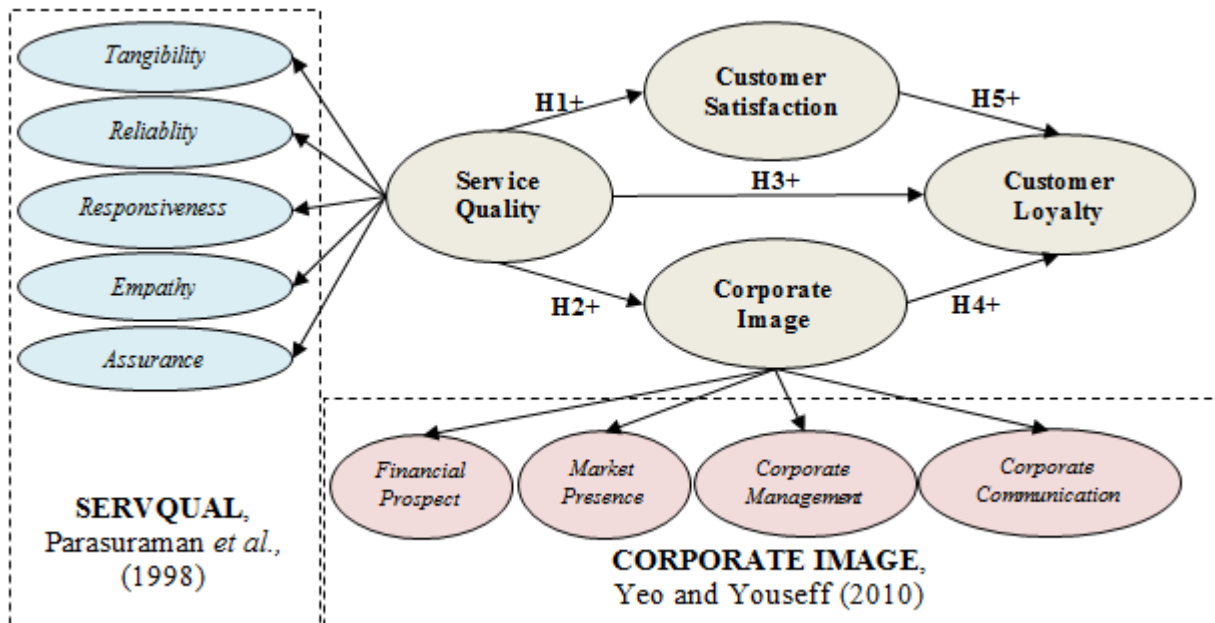 Tangibility
Reliablity
Responsiveness
Empathy
Assurance
SERVQUAL,
Parasuraman et al.,
(1998)
Service
Quality
H1+
Customer
Satisfaction
H5+
H3+
Customer
Loyalty
H2+
Corporate
Image
H4+
Financial
Prospect
Market
Presence
Corporate
Management
Corporate
Communication
CORPORATE IMAGE,
Yeo and Youseff (2010)